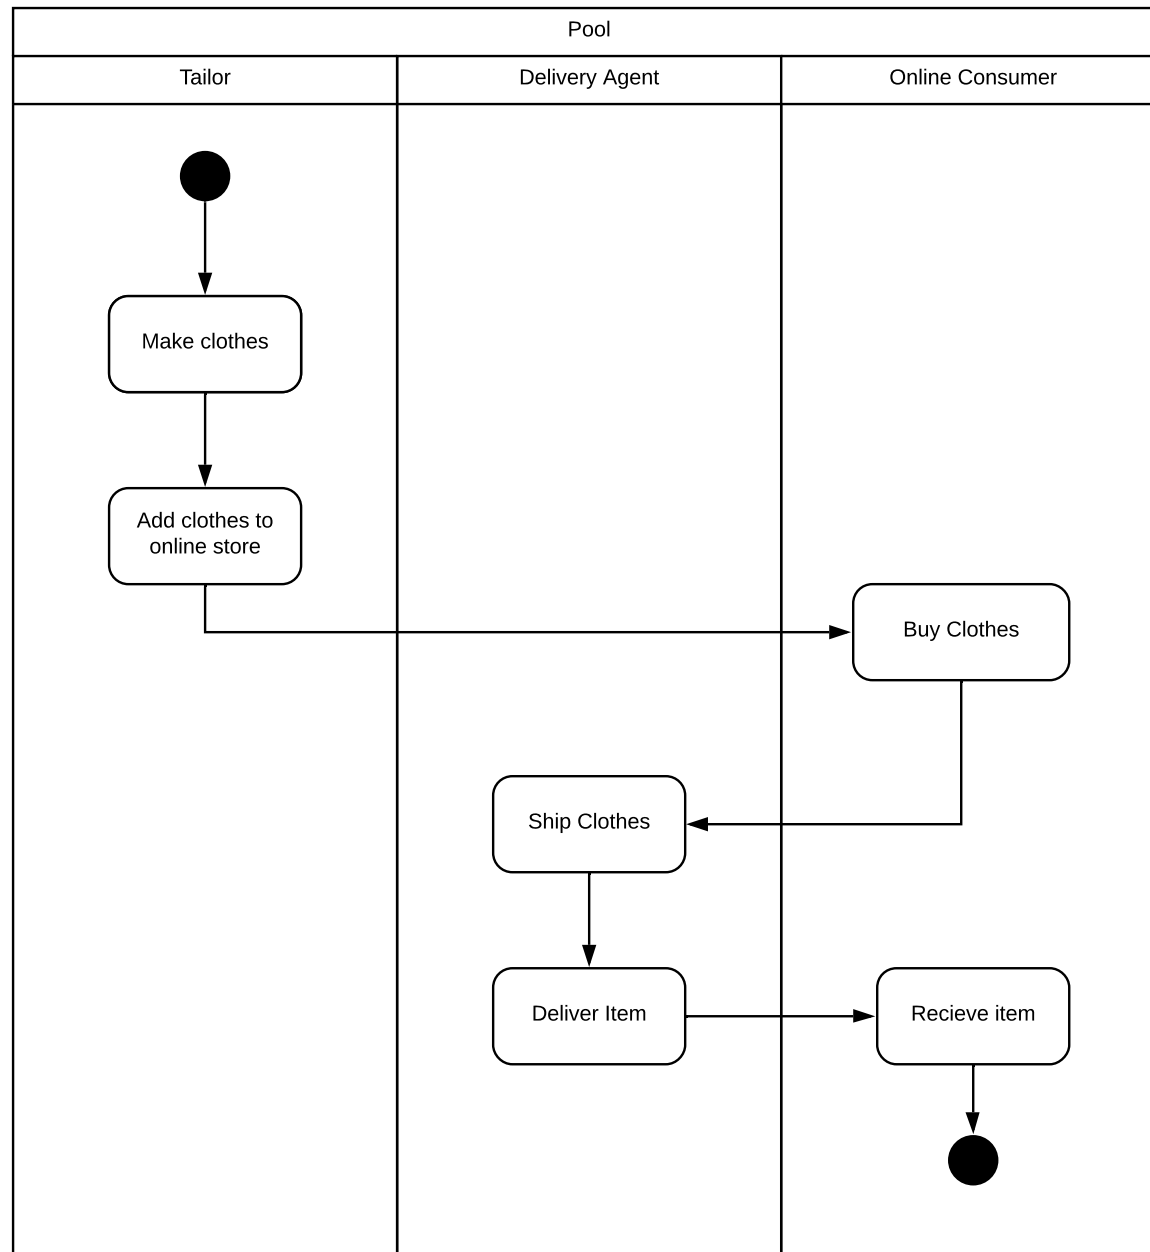 Pool
Tailor
Delivery Agent
Online Consumer
Make clothes
Add clothes to
online store
Buy Clothes
Ship Clothes
Deliver Item
Recieve item